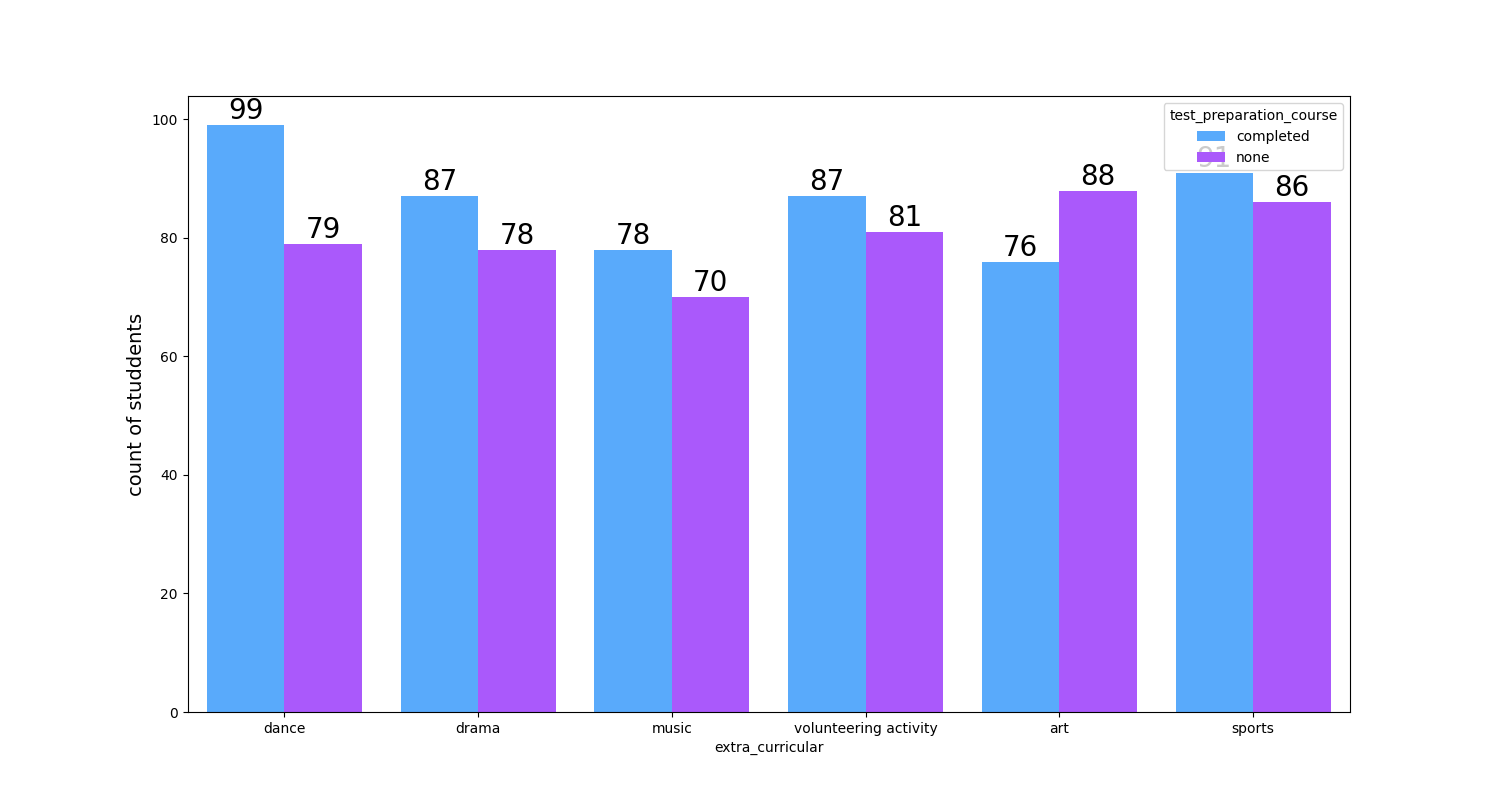 99
87
78
87
76
91
79
78
70
81
88
86
test_preparation_course
completed
none
100
80
60
40
20
0
count of studdents
dance
drama
music
volunteering activity
art
sports
extra_curricular